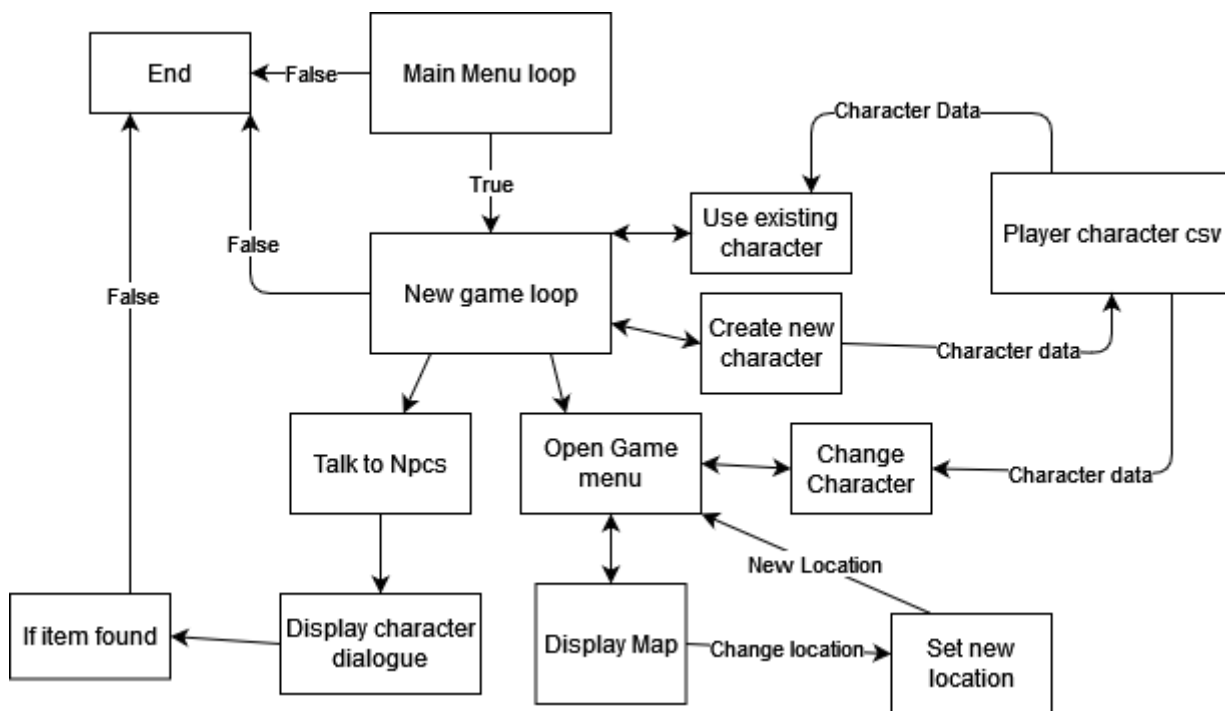 End
False
Main Menu loop
Character Data
True
Use existing
character
Player character csv
False
New game loop
False
Create new
character
Character data
Talk to Npcs
Open Game
menu
Change
Character
Character data
New Location
If item found
Display character
dialogue
Display Map
Change location
Set new
location